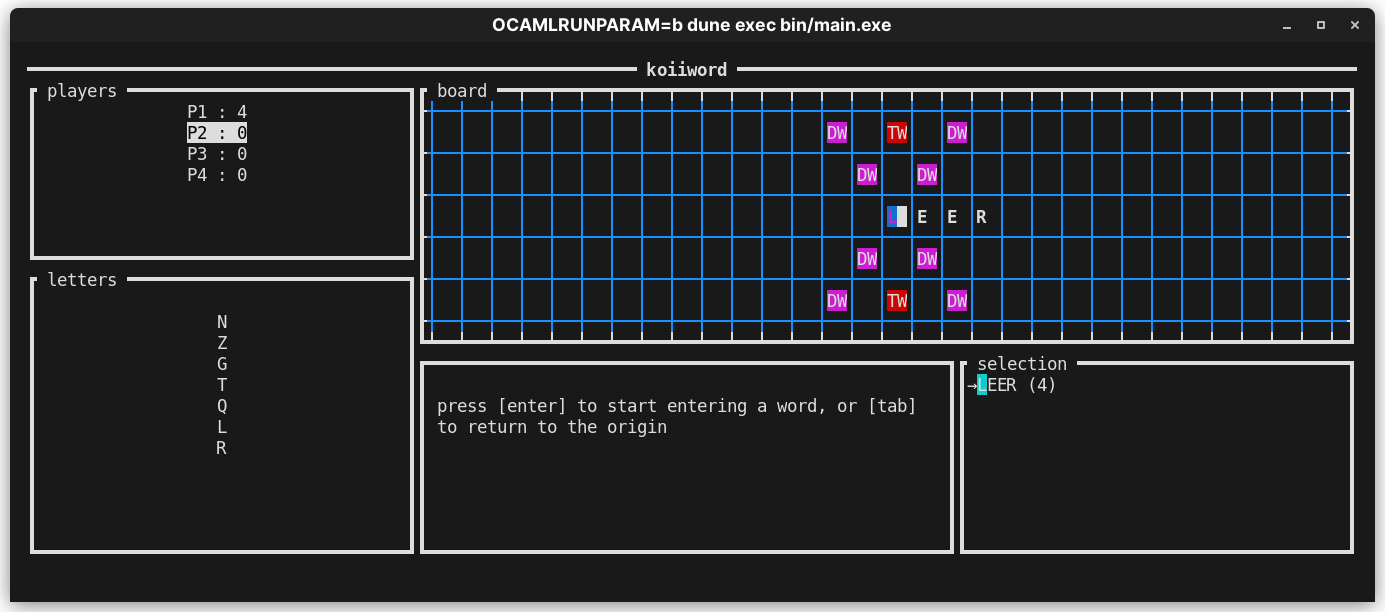 OCAMLRUNPARAM=b dune exec bin/main.exe
koiiword
players
P1 : 4
P2 : 0
P3 : 0
P4 : 0
letters
N
Z
G
T
Q
L
R
board
DW TW DW
DW DW
L E E R
DW DW
DW TW DW
press [enter] to start entering a word, or [tab]
to return to the origin
selection
→LEER (4)